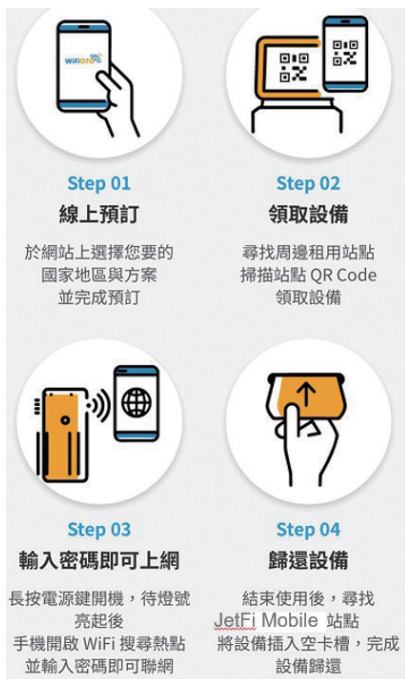 WiFiOTG
Step 01
線上預訂
於網站上選擇您要的
國家地區與方案
並完成預訂
Step 02
領取設備
尋找周邊租用站點
掃描站點 QR Code
領取設備
Step 03
輸入密碼即可上網
長按電源鍵開機，待燈號
亮起後
手機開啟 WiFi 搜尋熱點
並輸入密碼即可聯網
Step 04
歸還設備
結束使用後，尋找
JetFi Mobile 站點
將設備插入空卡槽，完成
設備歸還